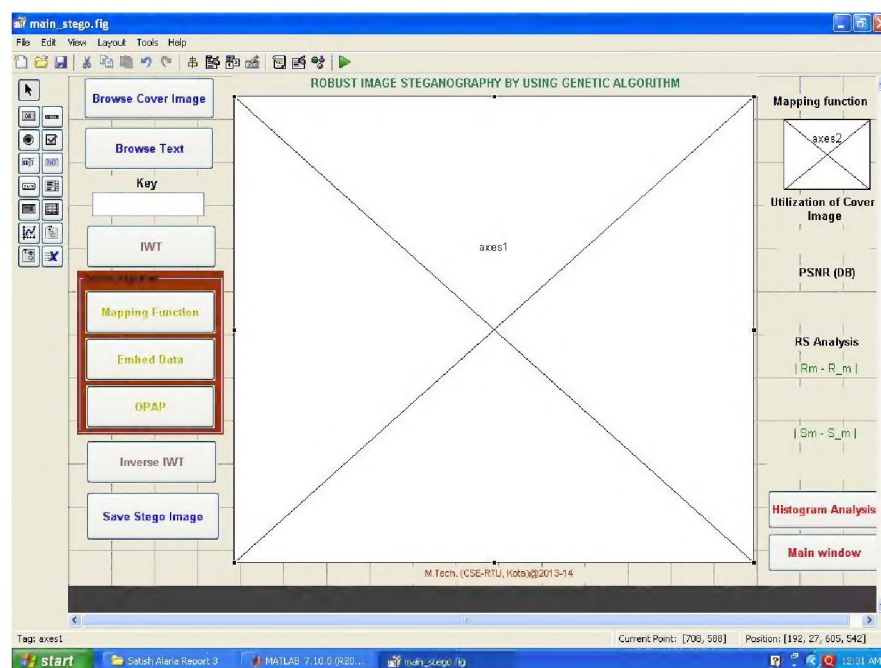 main_stego.fig
File Edit View Layout Tools Help
ROBUST IMAGE STEGANOGRAPHY BY USING GENETIC ALGORITHM
Browse Cover Image
Browse Text
Key
IWT
Mapping Function
Embed Data
OPAP
Inverse IWT
Save Stego Image
axes1
Mapping function
axes2
Utilization of Cover
Image
PSNR (DB)
RS Analysis
| Rm - R_m |
| Sm - S_m |
Histogram Analysis
Main window
M.Tech. (CSE-RTU, Kota)@2013-14
Tag: axes1
Current Point: [708, 588]
Position: [192, 27, 605, 542]
start
Satish Alaria Report 3
MATLAB 7.10.0 (R20...
main_stego.fig
12:31 AM